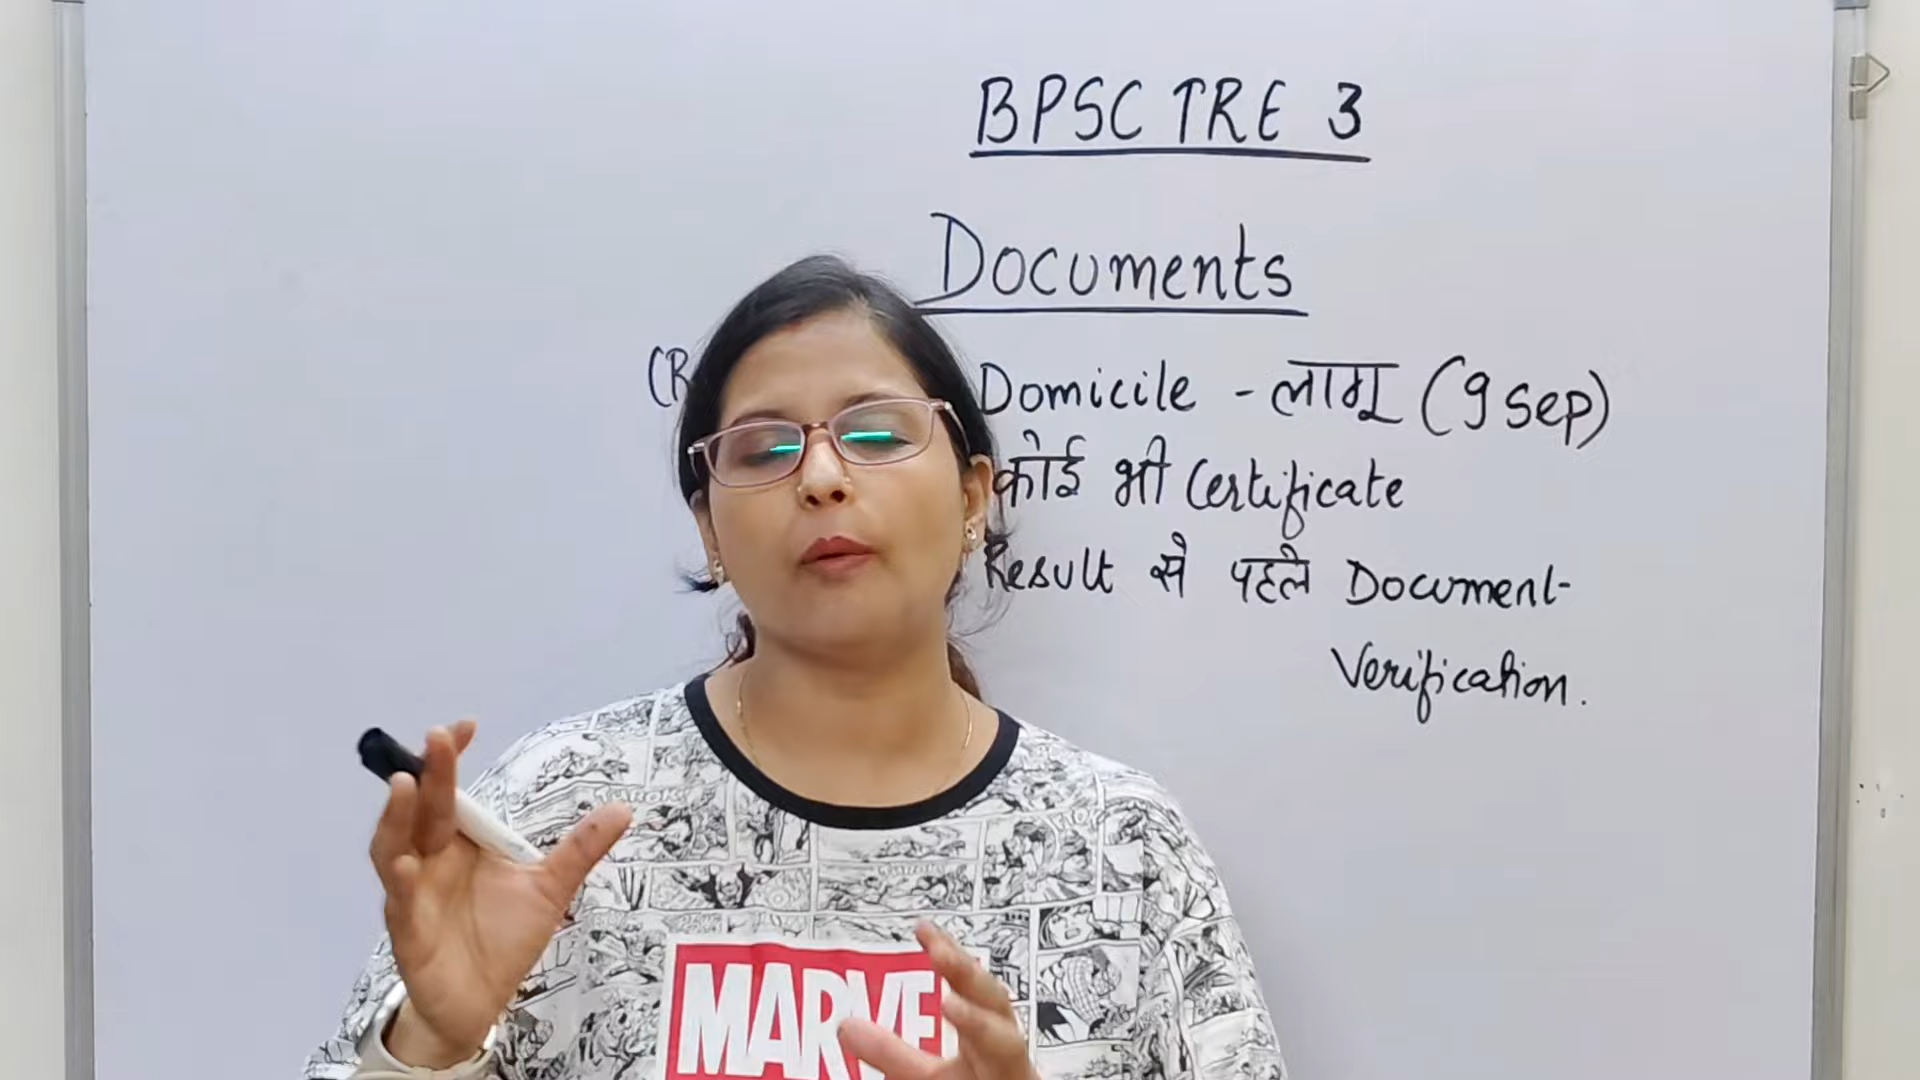 BPSC TRE 3
Documents
(R Domicile - लागू (9 Sep)
कोई भी Certificate
Result से पहले Document-
Verification.
MARVEL